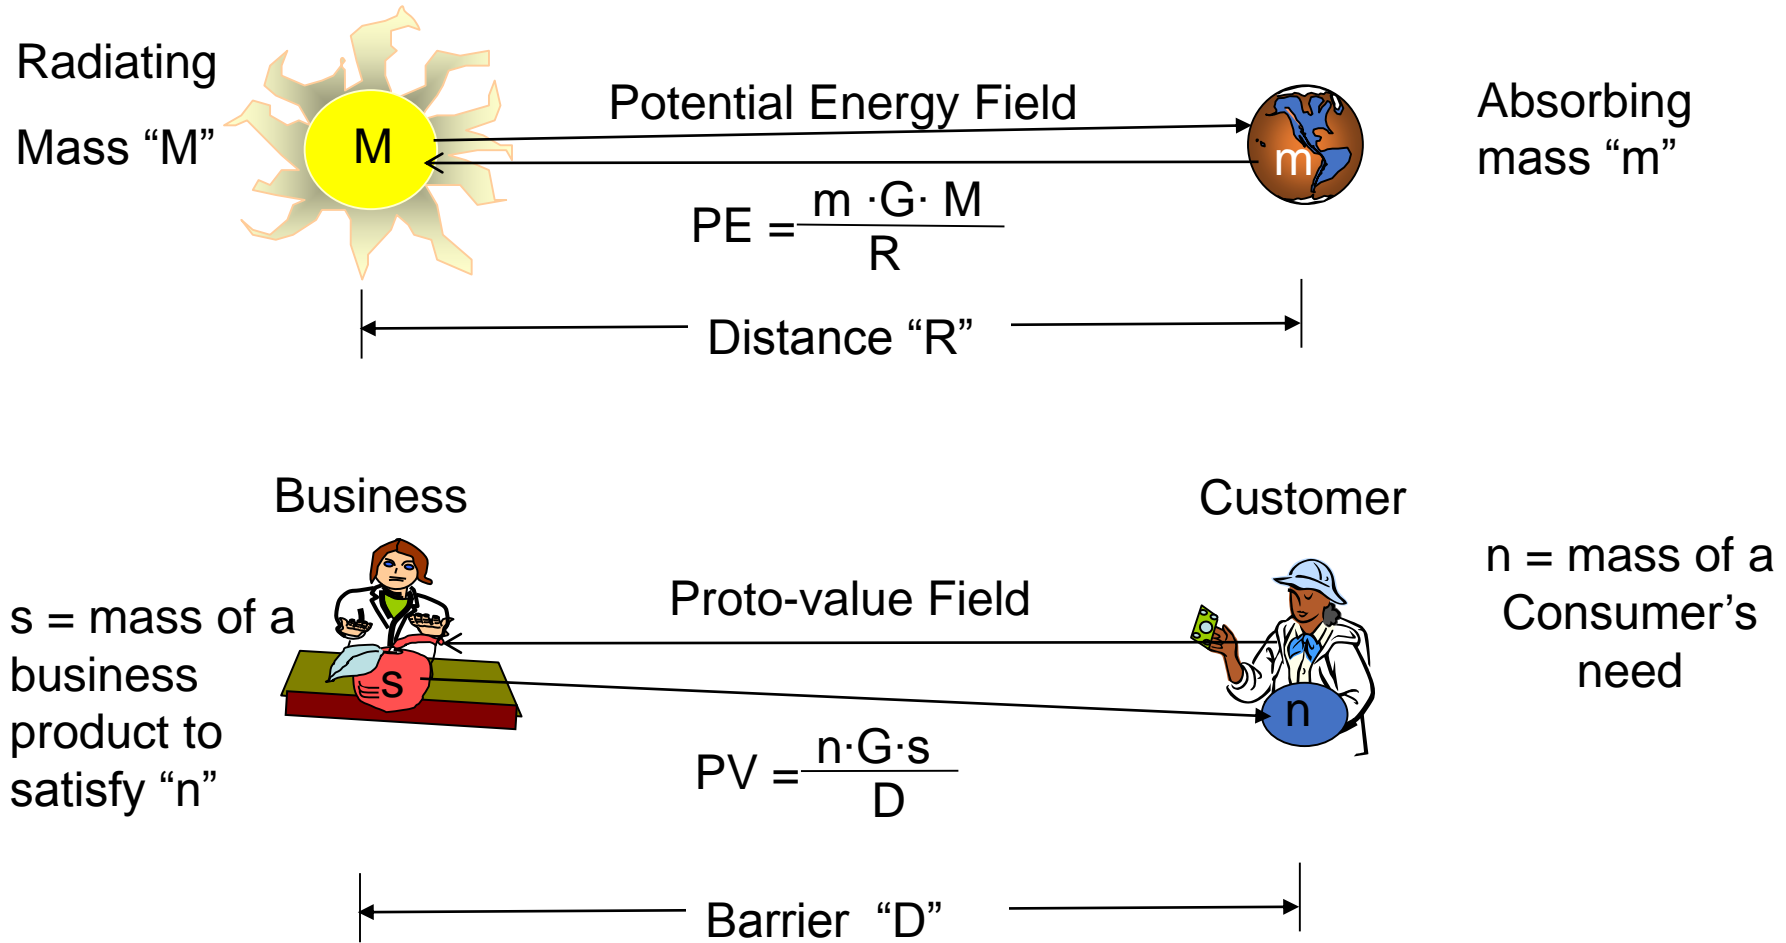 Radiating
Mass “M”
M
Potential Energy Field
m
Absorbing
mass “m”
PE = m ·G· M
R
Distance “R”
Business
Customer
s = mass of a
business
product to
satisfy “n”
s
Proto-value Field
n
n = mass of a
Consumer’s
need
PV = n·G·s
D
Barrier “D”